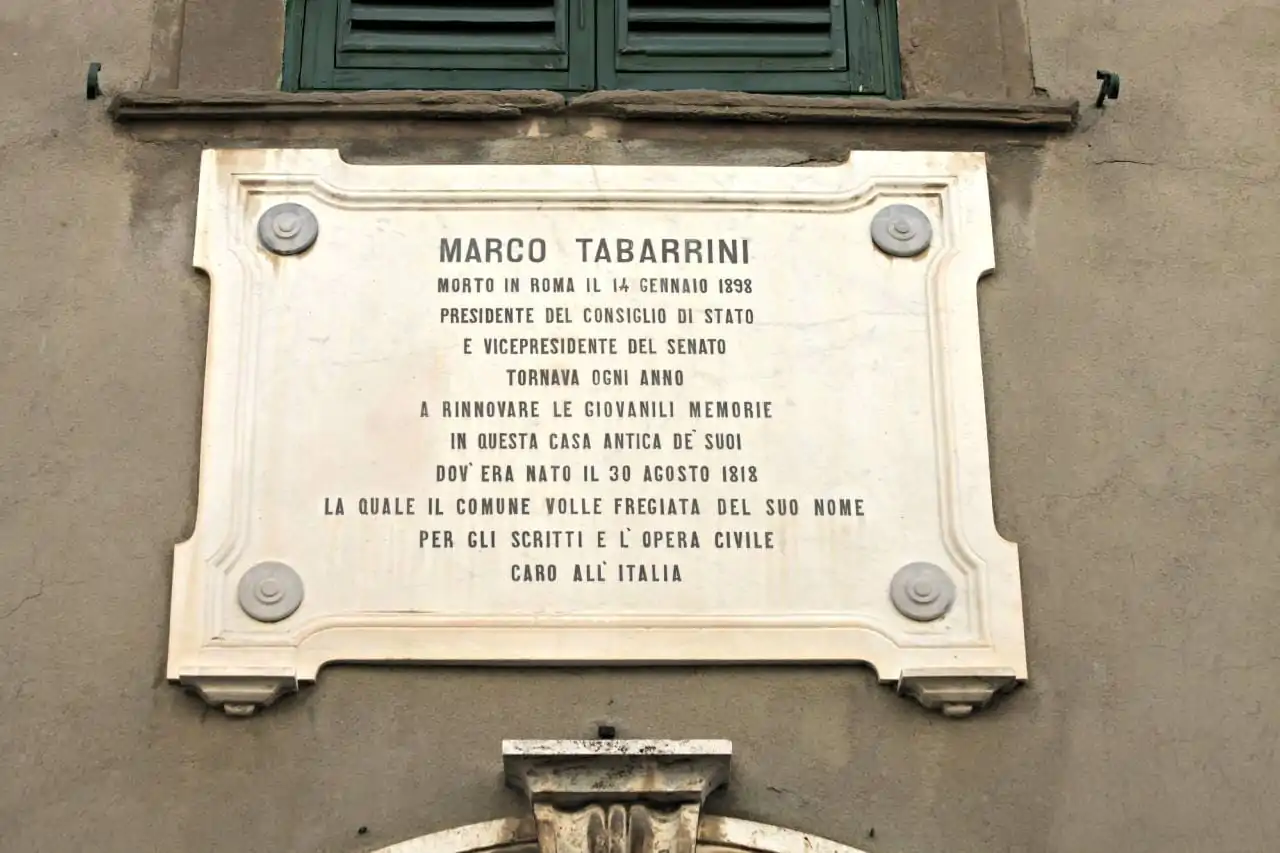 MARCO TABARRINI
MORTO IN ROMA IL 14 GENNAIO 1898
PRESIDENTE DEL CONSIGLIO DI STATO
E VICEPRESIDENTE DEL SENATO
TORNAVA OGNI ANNO
A RINNOVARE LE GIOVANILI MEMORIE
IN QUESTA CASA ANTICA DE' SUOI
DOV' ERA NATO IL 30 AGOSTO 1818
LA QUALE IL COMUNE VOLLE FREGIATA DEL SUO NOME
PER GLI SCRITTI E L' OPERA CIVILE
CARO ALL' ITALIA